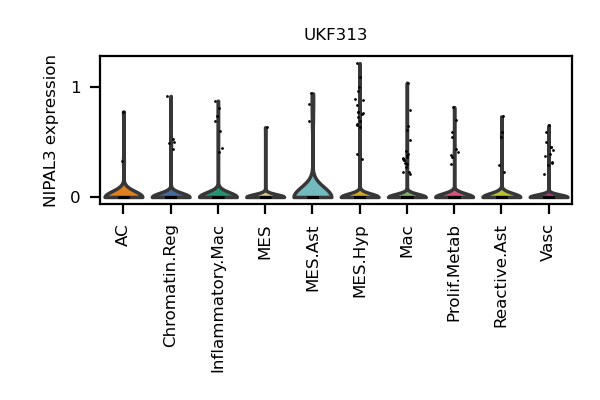 UKF313
NIPAL3 expression
1
0
AC
Chromatin.Reg
Inflammatory.Mac
MES
MES.Ast
MES.Hyp
Mac
Prolif.Metab
Reactive.Ast
Vasc